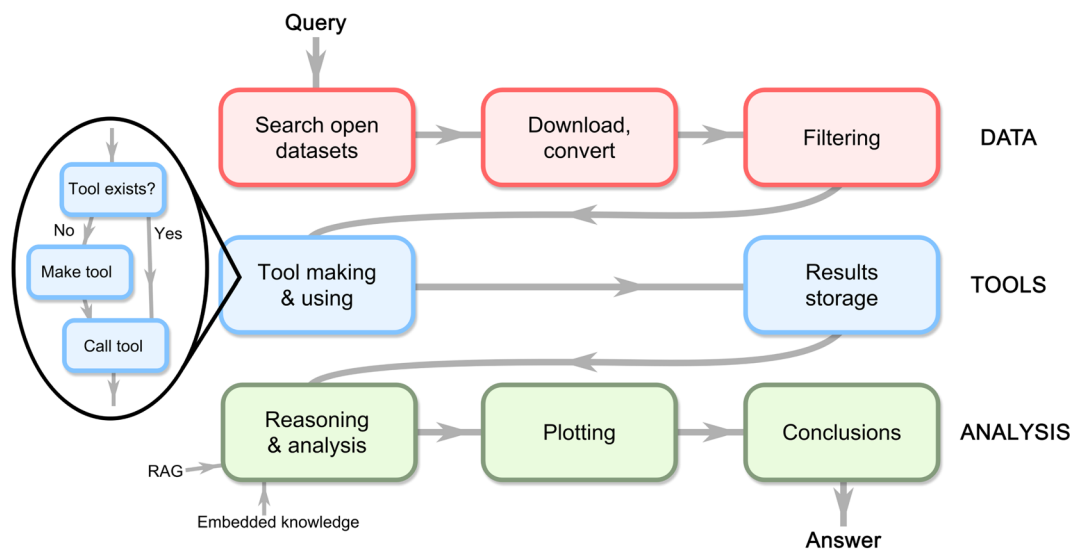 Query
Search open
datasets
Download,
convert
Filtering
DATA
Tool exists?
No
Yes
Make tool
Call tool
Tool making
& using
Results
storage
TOOLS
Reasoning
& analysis
Plotting
Conclusions
ANALYSIS
RAG
Embedded knowledge
Answer